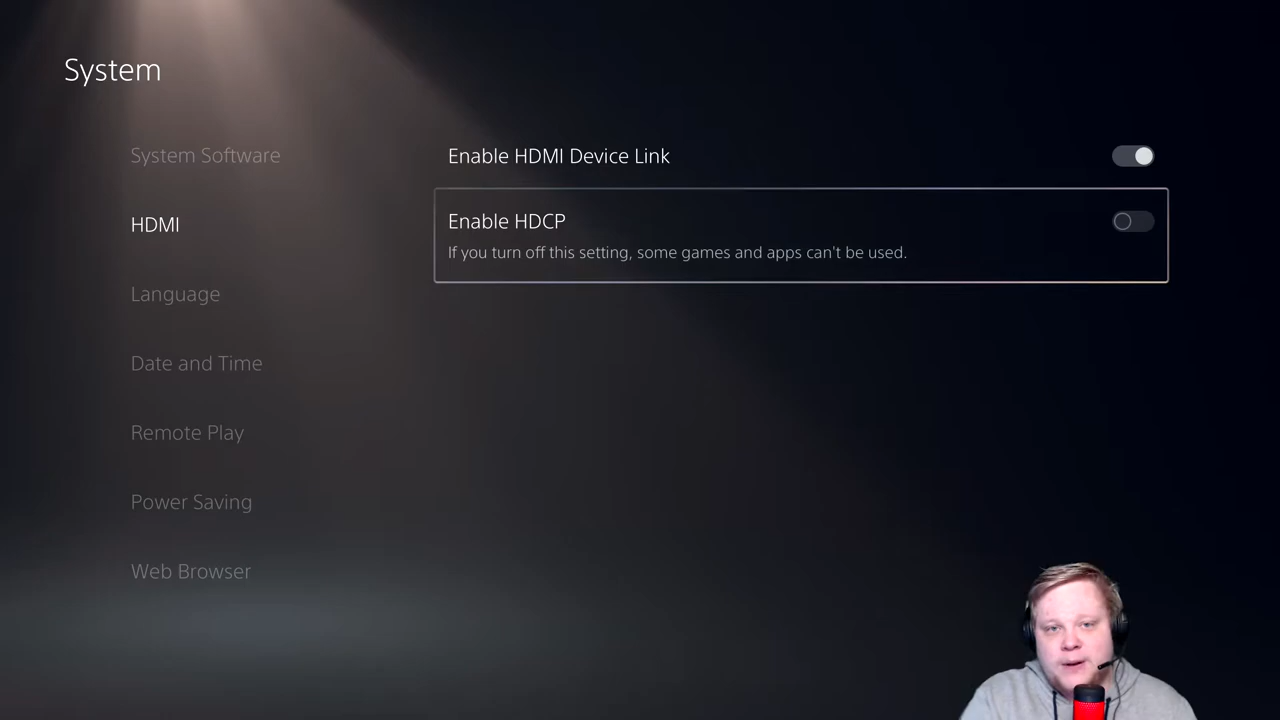 System
System Software
HDMI
Language
Date and Time
Remote Play
Power Saving
Web Browser
Enable HDMI Device Link
Enable HDCP
If you turn off this setting, some games and apps can't be used.